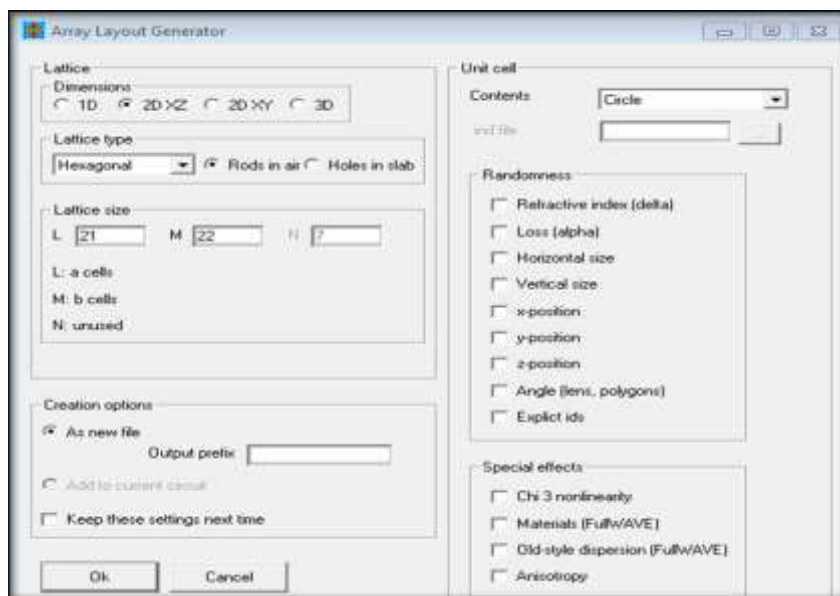 Array Layout Generator
Lattice
Dimensions
1D 2D XZ 2D XY 3D
Lattice type
Hexagonal Rods in air Holes in slab
Lattice size
L 21 M 22 N 7
L: a cells
M: b cells
N: unused
Creation options
As new file
Output prefix
Add to current circuit
Keep these settings next time
Ok Cancel
Unit cell
Contents Circle
ind file ...
Randomness
Refractive index (delta)
Loss (alpha)
Horizontal size
Vertical size
x-position
y-position
z-position
Angle (lens, polygons)
Explict ids
Special effects
Chi 3 nonlinearity
Materials (FullWAVE)
Old-style dispersion (FullWAVE)
Anisotropy